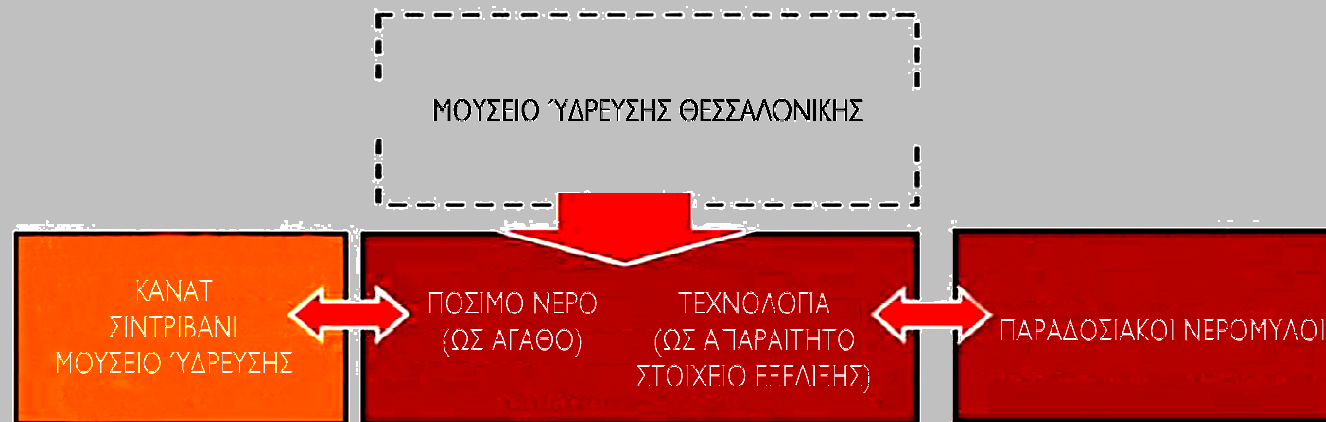 ΜΟΥΣΕΙΟ ΎΔΡΕΥΣΗΣ ΘΕΣΣΑΛΟΝΙΚΗΣ
ΚΑΝΑΤ
ΣΙΝΤΡΙΒΑΝΙ
ΜΟΥΣΕΙΟ ΎΔΡΕΥΣΗΣ
ΠΟΣΙΜΟ ΝΕΡΟ
(ΩΣ ΑΓΑΘΟ)
ΤΕΧΝΟΛΟΓΙΑ
(ΩΣ ΑΠΑΡΑΙΤΗΤΟ
ΣΤΟΙΧΕΙΟ ΕΞΕΛΙΞΗΣ)
ΠΑΡΑΔΟΣΙΑΚΟΙ ΝΕΡΟΜΥΛΟΙ